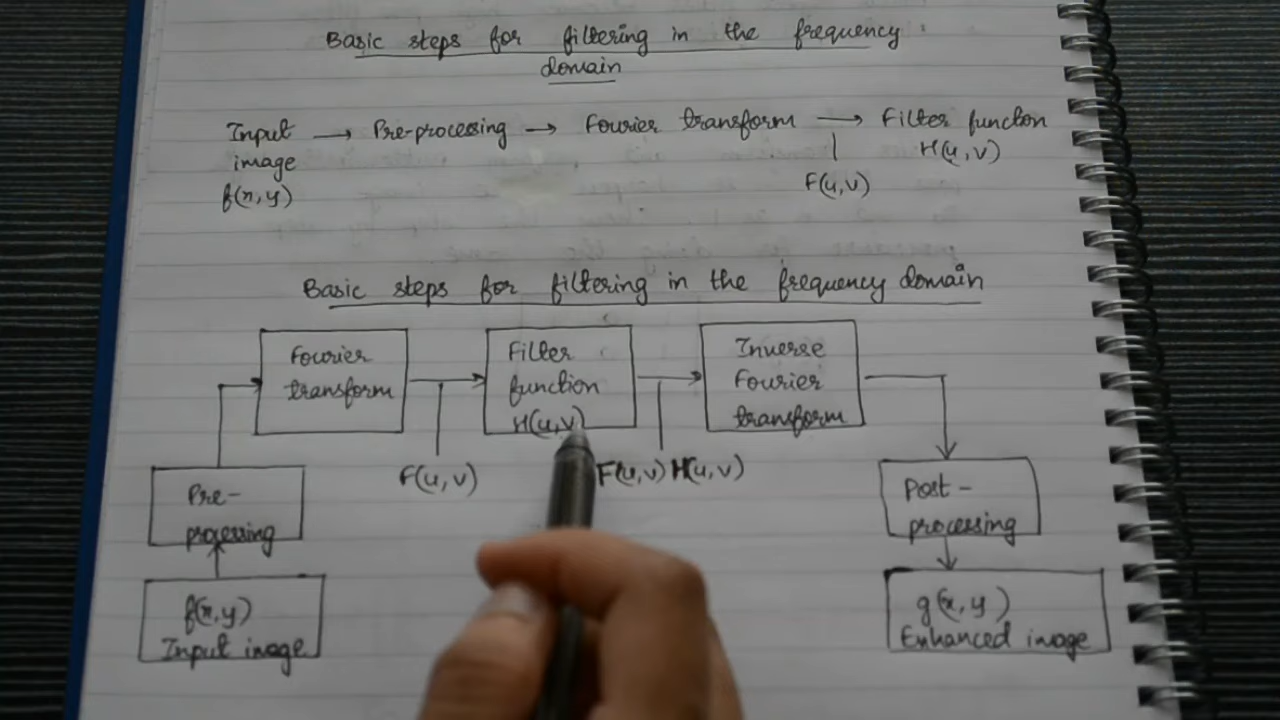 Basic steps for filtering in the frequency
domain
Input → Pre-processing → Fourier transform → Filter function
image H(u,v)
f(x,y) F(u,v)
Basic steps for filtering in the frequency domain
Fourier
transform
Filter
function
H(u,v)
Inverse
Fourier
transform
F(u,v)
F(u,v) H(u,v)
Pre-
processing
Post-
processing
f(x,y)
Input image
g(x,y)
Enhanced image